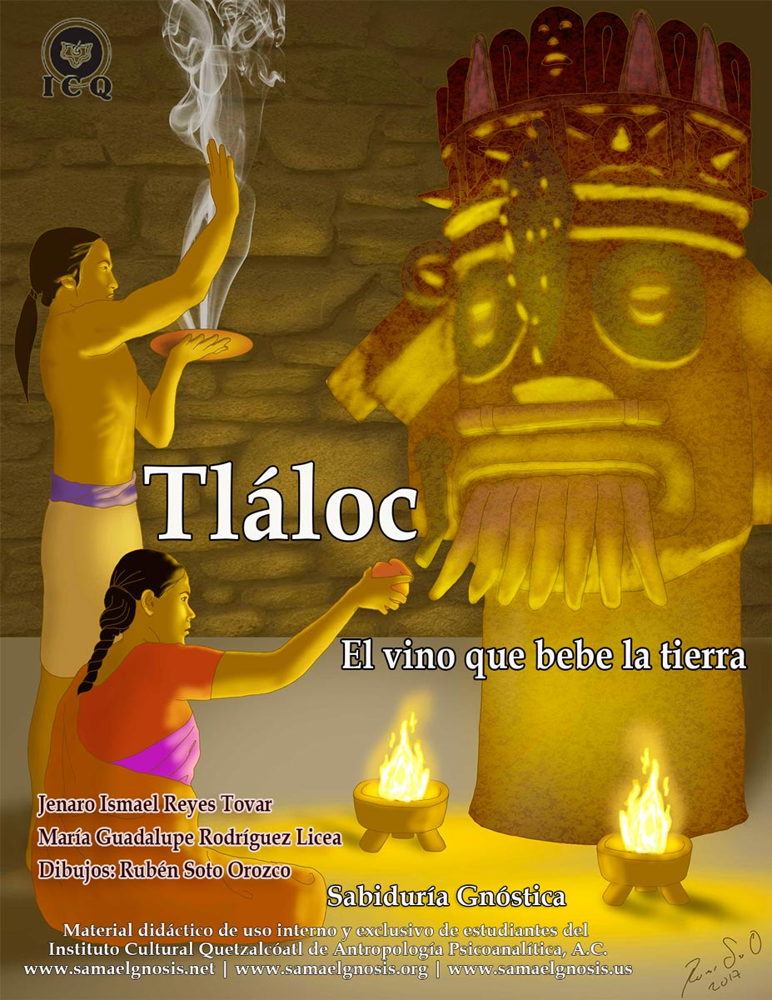 ICQ
Tláloc
El vino que bebe la tierra
Jenaro Ismael Reyes Tovar
María Guadalupe Rodríguez Licea
Dibujos: Rubén Soto Orozco
Sabiduría Gnóstica
Material didáctico de uso interno y exclusivo de estudiantes del
Instituto Cultural Quetzalcóatl de Antropología Psicoanalítica, A.C.
www.samaelgnosis.net | www.samaelgnosis.org | www.samaelgnosis.us
2017